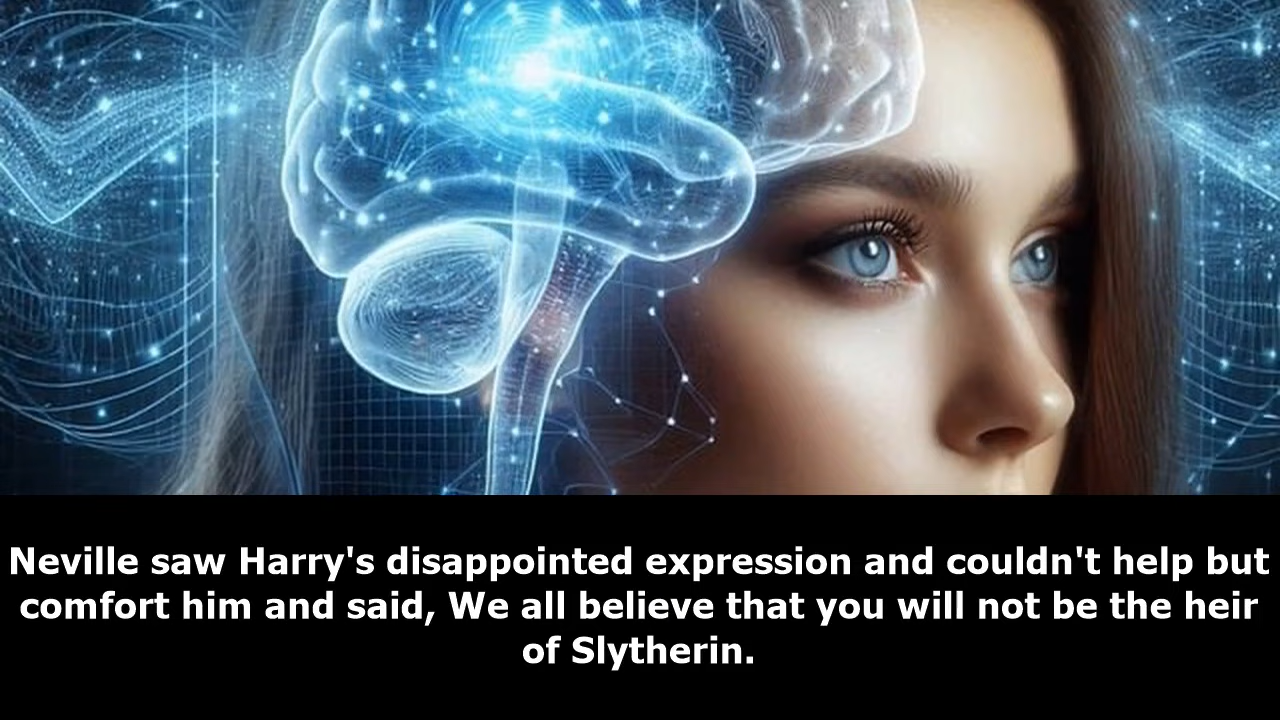 Neville saw Harry's disappointed expression and couldn't help but
comfort him and said, We all believe that you will not be the heir
of Slytherin.